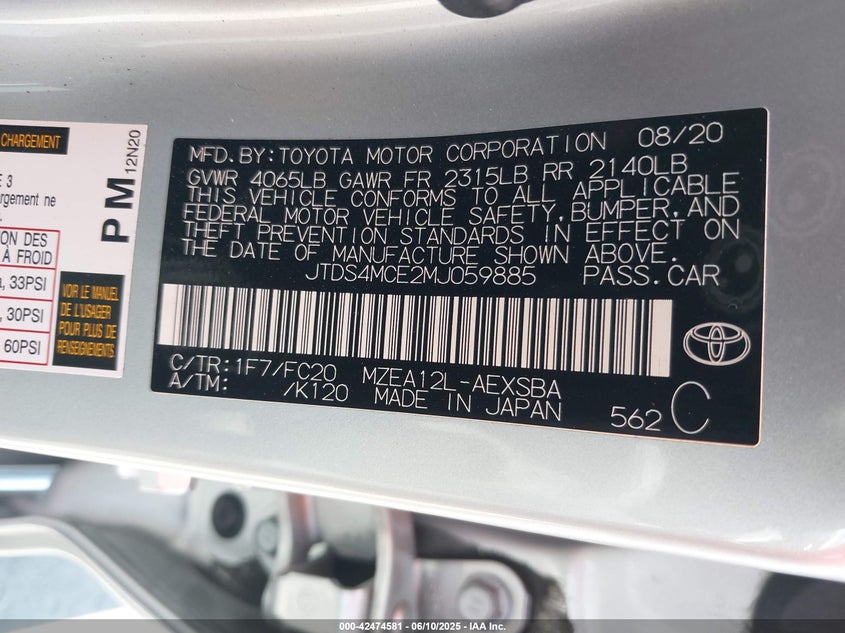 CHARGEMENT
PM
12N20
E 3
argement ne
ON DES
À FROID
, 33PSI
, 30PSI
60PSI
VOIR LE MANUEL
DE L'USAGER
POUR PLUS DE
RENSEIGNEMENTS
MFD. BY: TOYOTA MOTOR CORPORATION 08/20
GVWR 4065LB GAWR FR 2315LB RR 2140LB
THIS VEHICLE CONFORMS TO ALL APPLICABLE
FEDERAL MOTOR VEHICLE SAFETY, BUMPER, AND
THEFT PREVENTION STANDARDS IN EFFECT ON
THE DATE OF MANUFACTURE SHOWN ABOVE.
JTDS4MCE2MJ059885 PASS.CAR
C/TR: 1F7/FC20 MZEA12L-AEXSBA
A/TM: /K120 MADE IN JAPAN
562 C
000-42474581 - 06/10/2025 - IAA Inc.